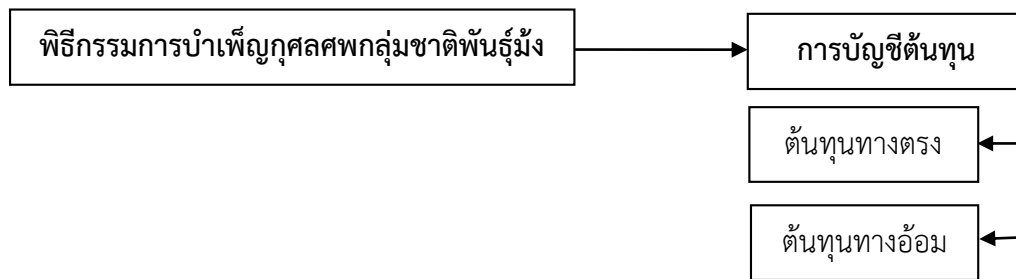 พิธีกรรมการบำเพ็ญกุศลศพกลุ่มชาติพันธุ์ม้ง
การบัญชีต้นทุน
ต้นทุนทางตรง
ต้นทุนทางอ้อม